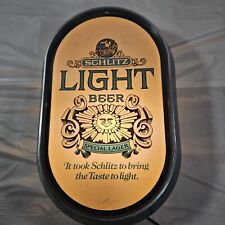 SCHLITZ
LIGHT
BEER
SPECIAL LAGER
"It took Schlitz to bring
the Taste to light.